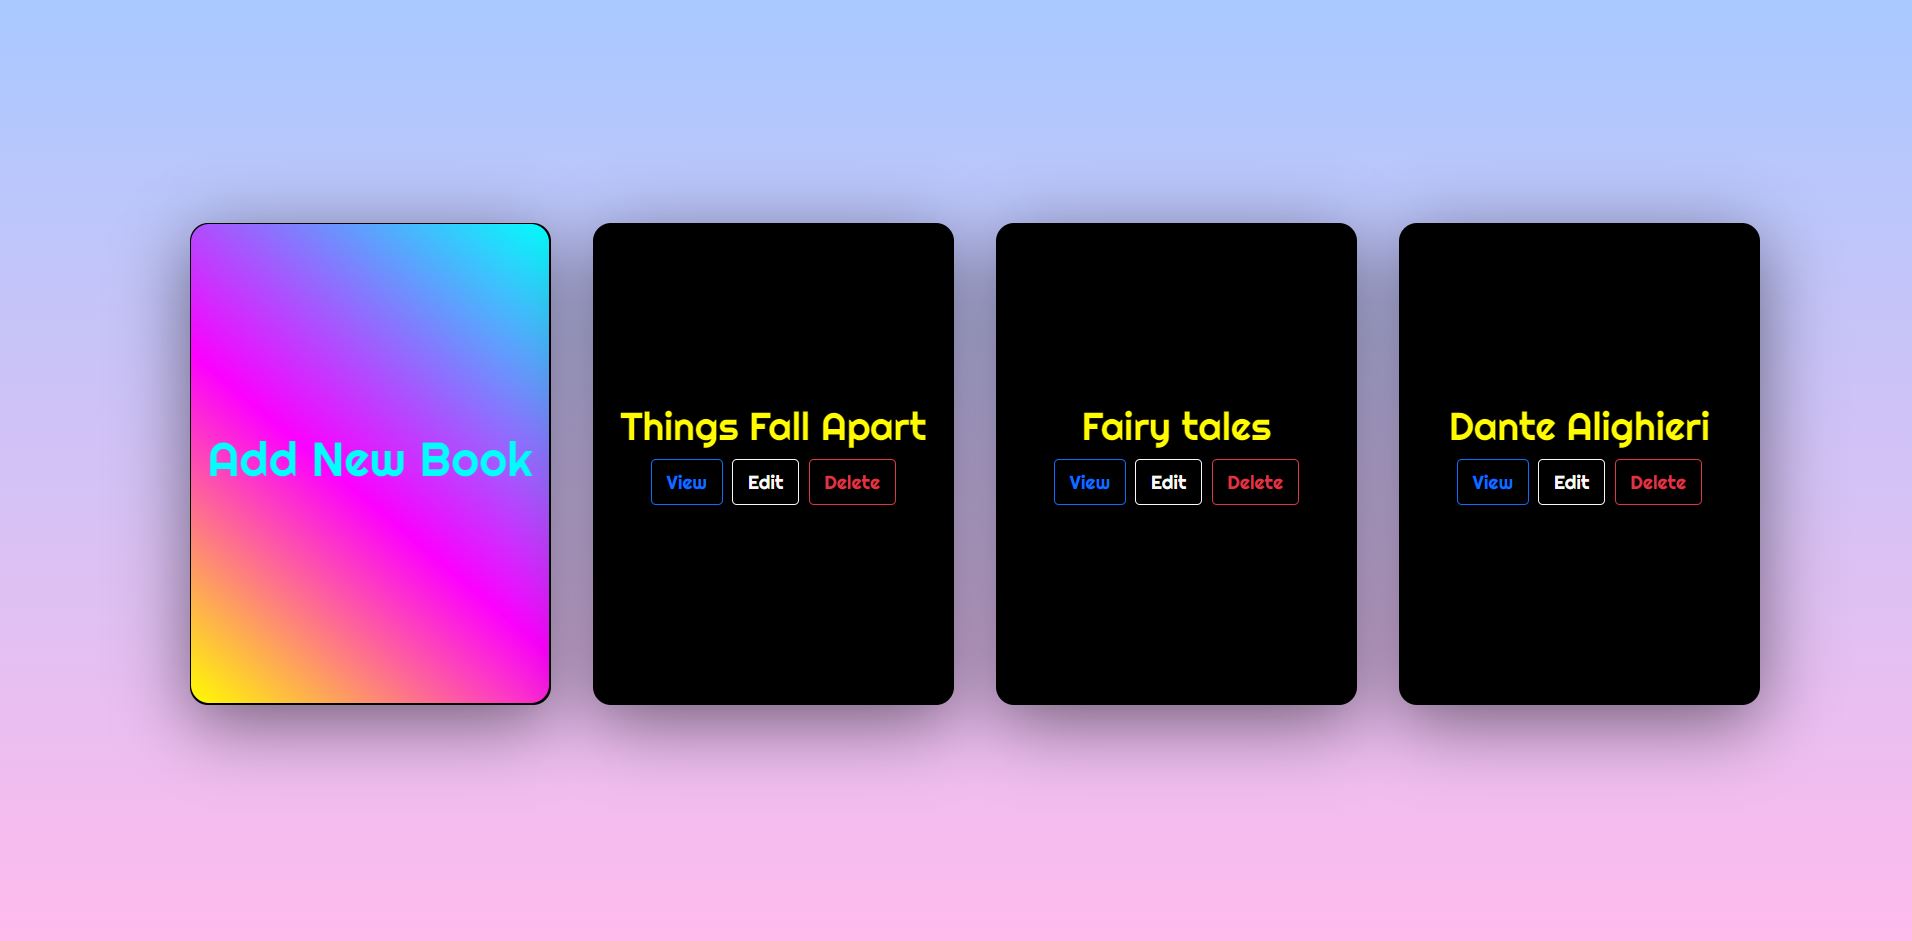 Add New Book
Things Fall Apart
View Edit Delete
Fairy tales
View Edit Delete
Dante Alighieri
View Edit Delete